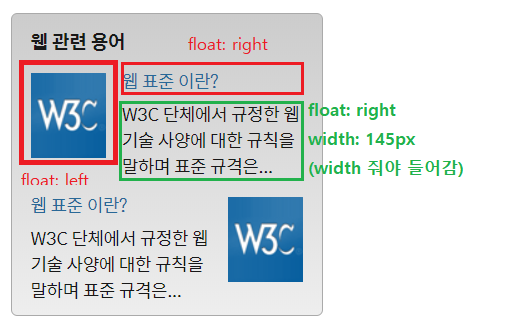 웹 관련 용어
float: right
W3C
웹 표준 이란?
W3C 단체에서 규정한 웹
기술 사양에 대한 규칙을
말하며 표준 규격은...
float: right
width: 145px
(width 줘야 들어감)
float: left
웹 표준 이란?
W3C 단체에서 규정한 웹
기술 사양에 대한 규칙을
말하며 표준 규격은...
W3C